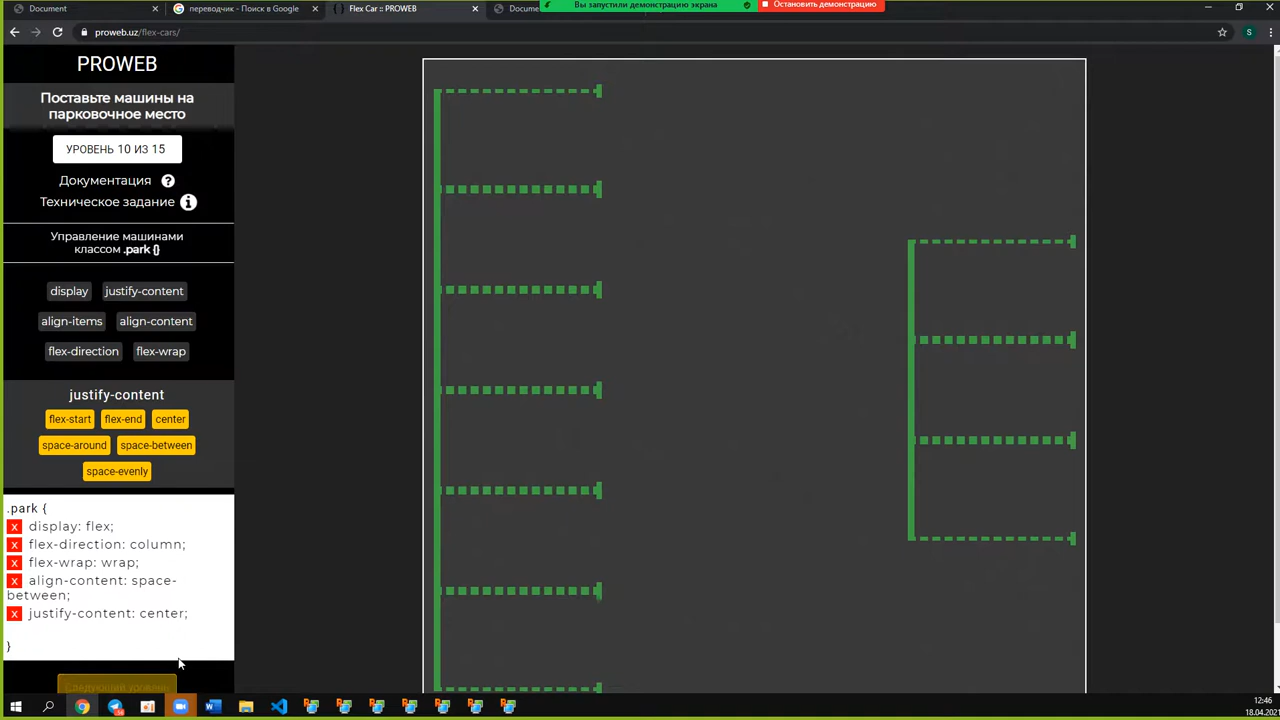 Document
переводчик - Поиск в Google
Flex Car :: PROWEB
Docume
Вы запустили демонстрацию экрана
Остановить демонстрацию
proweb.uz/flex-cars/
S
PROWEB
Поставьте машины на
парковочное место
УРОВЕНЬ 10 ИЗ 15
Документация ?
Техническое задание i
Управление машинами
классом .park {}
display justify-content
align-items align-content
flex-direction flex-wrap
justify-content
flex-start flex-end center
space-around space-between
space-evenly
.park {
x display: flex;
x flex-direction: column;
x flex-wrap: wrap;
x align-content: space-
between;
x justify-content: center;
}
Следующий уровень
12:46
18.04.2021